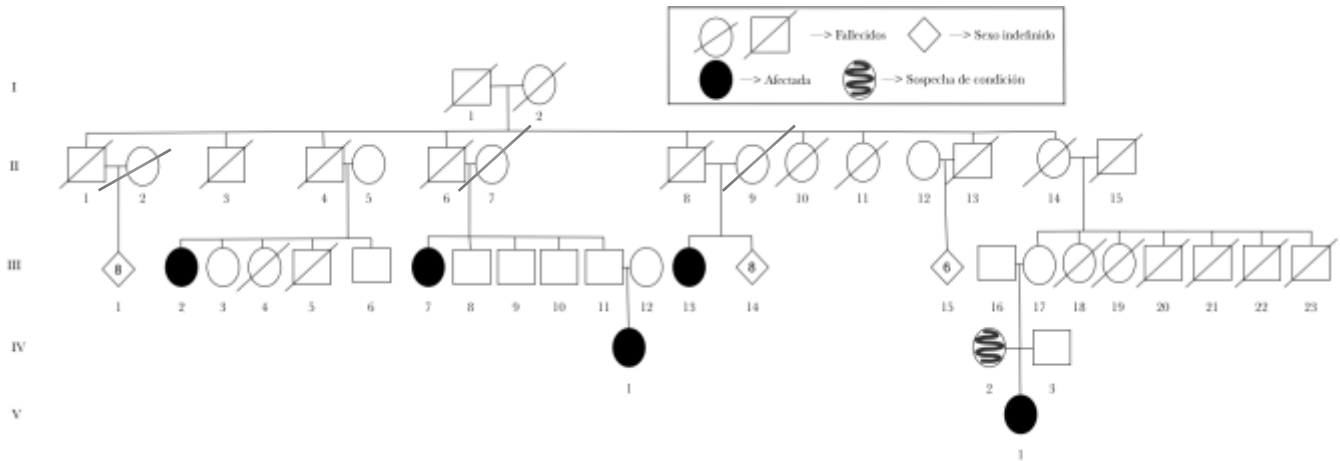 —> Fallecidos —> Sexo indefinido
—> Afectada —> Sospecha de condición
I
1 2
II
1 2 3 4 5 6 7 8 9 10 11 12 13 14 15
III
8 8 6
1 2 3 4 5 6 7 8 9 10 11 12 13 14 15 16 17 18 19 20 21 22 23
IV
1 2 3
V
1